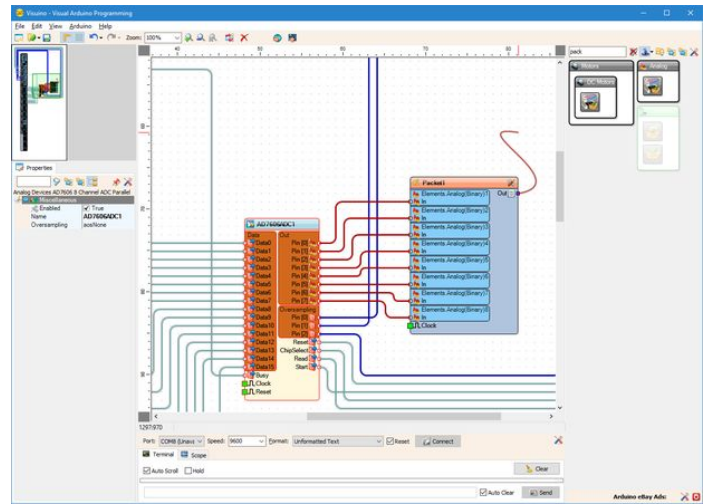 Visuino - Visual Arduino Programming
File Edit View Arduino Help
Zoom: 100%
40 50 60 70 80
pack
Motors
DC Motors
Analog
Properties
Analog Devices AD7606 8 Channel ADC Parallel
Miscellaneous
Enabled True
Name AD7606ADC1
Oversampling aosNone
Packet1
Elements.Analog(Binary)1 Out
In
Elements.Analog(Binary)2
In
Elements.Analog(Binary)3
In
Elements.Analog(Binary)4
In
Elements.Analog(Binary)5
In
Elements.Analog(Binary)6
In
Elements.Analog(Binary)7
In
Elements.Analog(Binary)8
In
Clock
AD7606ADC1
Data Out
Data0 Pin [0]
Data1 Pin [1]
Data2 Pin [2]
Data3 Pin [3]
Data4 Pin [4]
Data5 Pin [5]
Data6 Pin [6]
Data7 Pin [7]
Data8 Oversampling
Data9 Pin [0]
Data10 Pin [1]
Data11 Pin [2]
Data12 Reset
Data13 ChipSelect
Data14 Read
Data15 Start
Busy
Clock
Reset
1297:970
Port: COM8 (Unava Speed: 9600 Format: Unformatted Text Reset Connect
Terminal Scope
Auto Scroll Hold Clear
Auto Clear Send
Arduino eBay Ads: